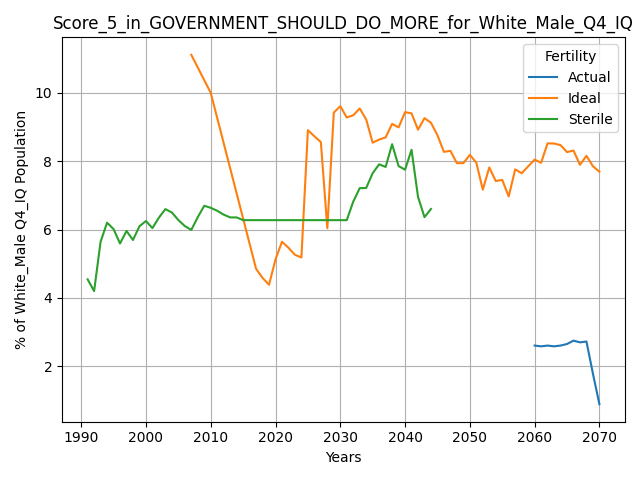 Score_5_in_GOVERNMENT_SHOULD_DO_MORE_for_White_Male_Q4_IQ
% of White_Male Q4_IQ Population
10
8
6
4
2
Fertility
Actual
Ideal
Sterile
1990 2000 2010 2020 2030 2040 2050 2060 2070
Years